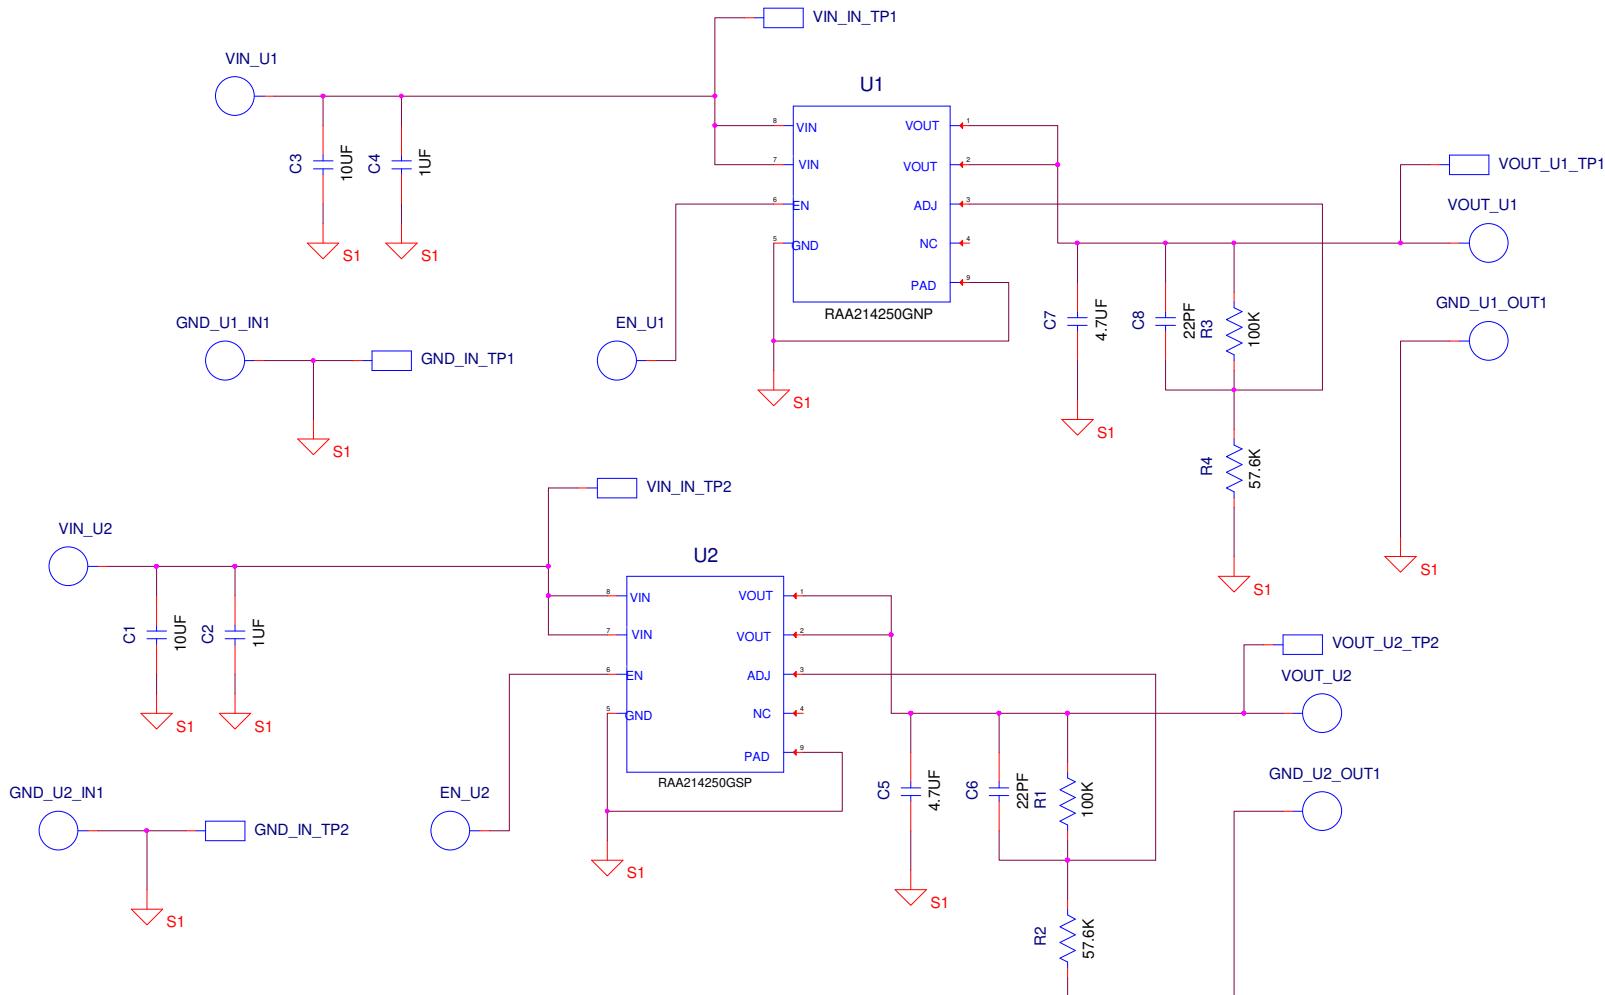 VIN_IN_TP1
VIN_U1
U1
C3
10UF
C4
1UF
S1
S1
8
VIN
VOUT
1
7
VIN
VOUT
2
6
EN
ADJ
3
5
GND
NC
4
PAD
9
RAA214250GNP
VOUT_U1_TP1
VOUT_U1
GND_U1_IN1
GND_IN_TP1
S1
EN_U1
S1
C7
4.7UF
C8
22PF
R3
100K
GND_U1_OUT1
S1
R4
57.6K
S1
S1
VIN_IN_TP2
VIN_U2
U2
C1
10UF
C2
1UF
S1
S1
8
VIN
VOUT
1
7
VIN
VOUT
2
6
EN
ADJ
3
5
GND
NC
4
PAD
9
RAA214250GSP
VOUT_U2_TP2
VOUT_U2
GND_U2_IN1
GND_IN_TP2
S1
EN_U2
S1
C5
4.7UF
C6
22PF
R1
100K
GND_U2_OUT1
S1
R2
57.6K